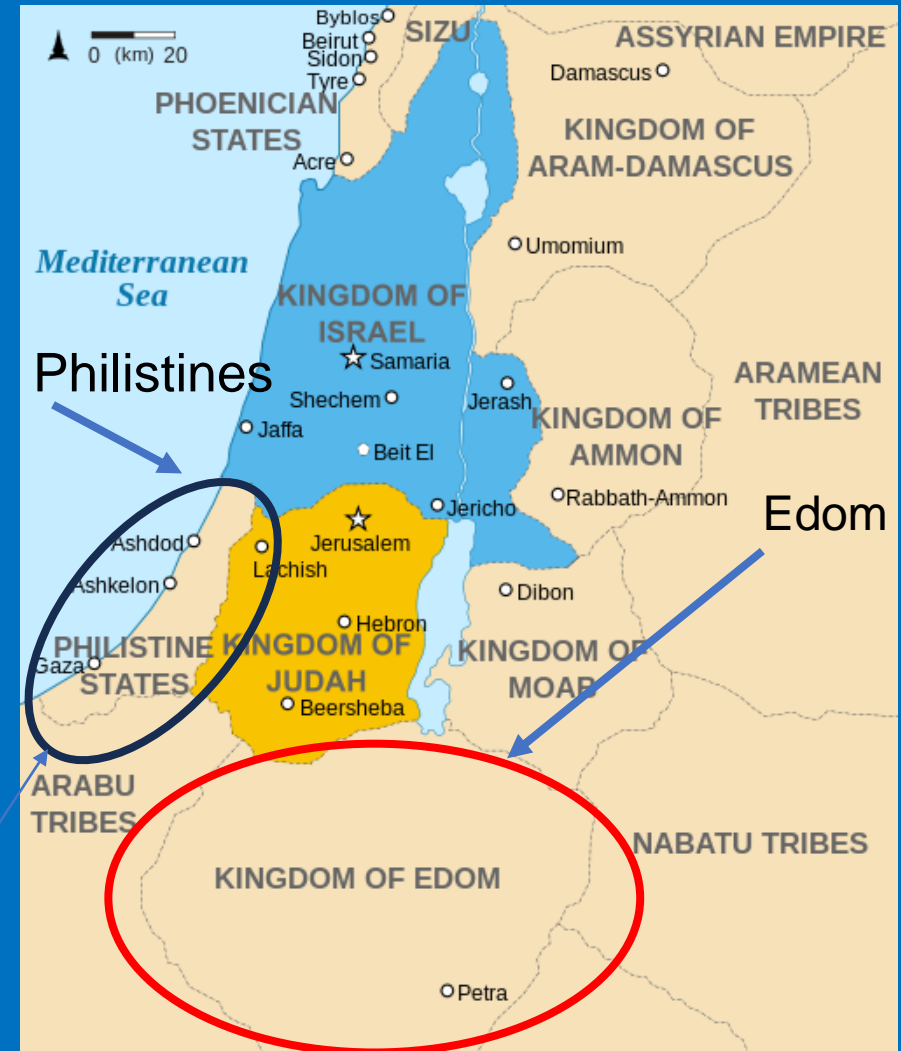 Byblos
SIZU
Beirut
ASSYRIAN EMPIRE
0 (km) 20
Sidon
Damascus
Tyre
PHOENICIAN
STATES
KINGDOM OF
ARAM-DAMASCUS
Acre
Umomium
Mediterranean
Sea
KINGDOM OF
ISRAEL
Samaria
Philistines
ARAMEAN
TRIBES
Shechem
Jerash
KINGDOM OF
AMMON
Jaffa
Beit El
Rabbath-Ammon
Jericho
Edom
Ashdod
Jerusalem
Lachish
Ashkelon
Dibon
Hebron
PHILISTINE
STATES
KINGDOM OF
JUDAH
KINGDOM OF
MOAB
Gaza
Beersheba
ARABU
TRIBES
NABATU TRIBES
KINGDOM OF EDOM
Petra